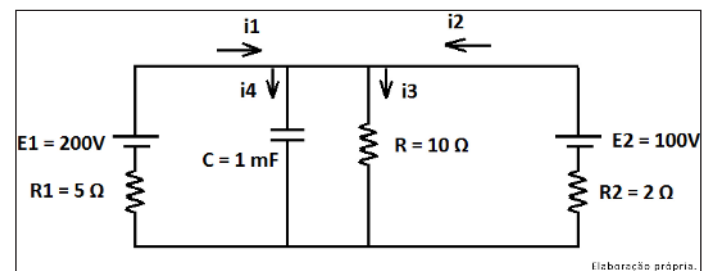 i1
i2
i4
i3
E1 = 200V
C = 1 mF
R = 10 Ω
E2 = 100V
R1 = 5 Ω
R2 = 2 Ω
Elaboração própria.